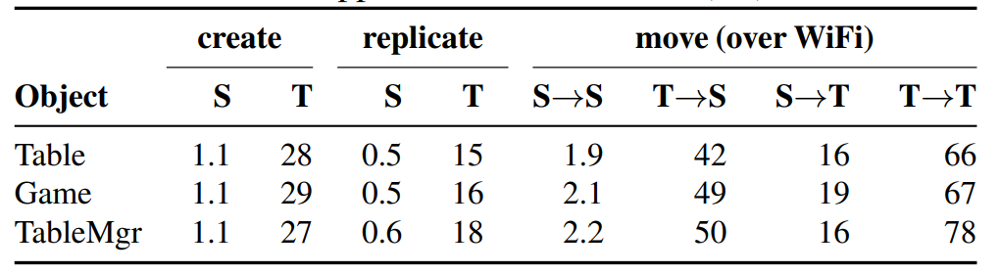 create replicate move (over WiFi)
Object S T S T S→S T→S S→T T→T
Table 1.1 28 0.5 15 1.9 42 16 66
Game 1.1 29 0.5 16 2.1 49 19 67
TableMgr 1.1 27 0.6 18 2.2 50 16 78